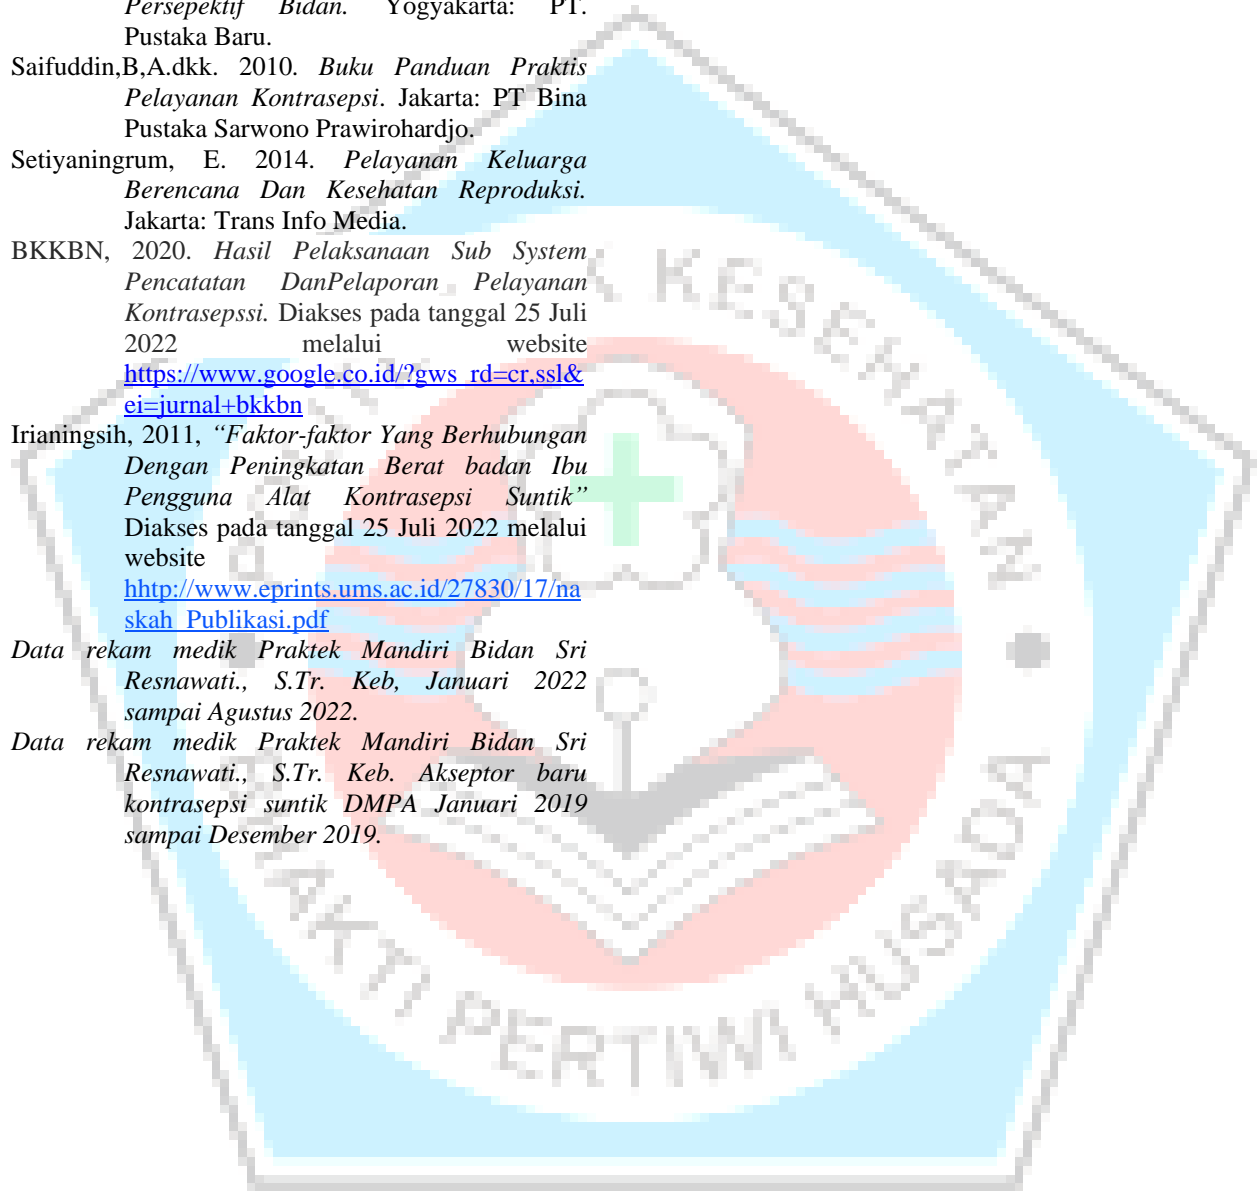 Persepektif Bidan. Yogyakarta: PT.
Pustaka Baru.
Saifuddin,B,A.dkk. 2010. Buku Panduan Praktis
Pelayanan Kontrasepsi. Jakarta: PT Bina
Pustaka Sarwono Prawirohardjo.
Setiyaningrum, E. 2014. Pelayanan Keluarga
Berencana Dan Kesehatan Reproduksi.
Jakarta: Trans Info Media.
BKKBN, 2020. Hasil Pelaksanaan Sub System
Pencatatan DanPelaporan Pelayanan
Kontrasepssi. Diakses pada tanggal 25 Juli
2022 melalui website
https://www.google.co.id/?gws_rd=cr,ssl&
ei=jurnal+bkkbn
Irianingsih, 2011, “Faktor-faktor Yang Berhubungan
Dengan Peningkatan Berat badan Ibu
Pengguna Alat Kontrasepsi Suntik”
Diakses pada tanggal 25 Juli 2022 melalui
website
hhtp://www.eprints.ums.ac.id/27830/17/na
skah_Publikasi.pdf
Data rekam medik Praktek Mandiri Bidan Sri
Resnawati., S.Tr. Keb, Januari 2022
sampai Agustus 2022.
Data rekam medik Praktek Mandiri Bidan Sri
Resnawati., S.Tr. Keb. Akseptor baru
kontrasepsi suntik DMPA Januari 2019
sampai Desember 2019.
KESEHATAN
PERTIWI HUSADA